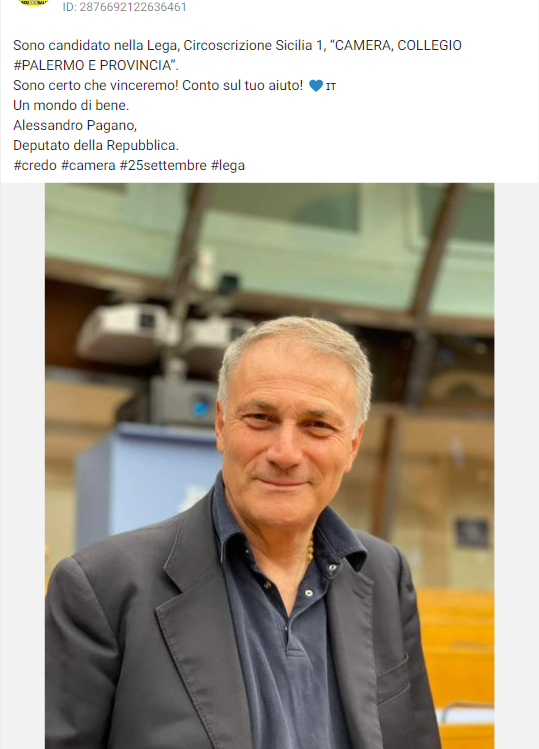 ID: 2876692122636461
Sono candidato nella Lega, Circoscrizione Sicilia 1, “CAMERA, COLLEGIO
#PALERMO E PROVINCIA”.
Sono certo che vinceremo! Conto sul tuo aiuto! 💙 IT
Un mondo di bene.
Alessandro Pagano,
Deputato della Repubblica.
#credo #camera #25settembre #lega